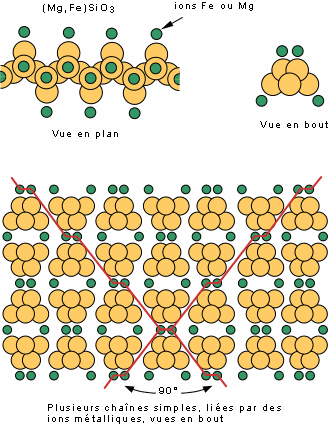 (Mg,Fe)SiO3
ions Fe ou Mg
Vue en plan
Vue en bout
90°
Plusieurs chaînes simples, liées par des
ions métalliques, vues en bout